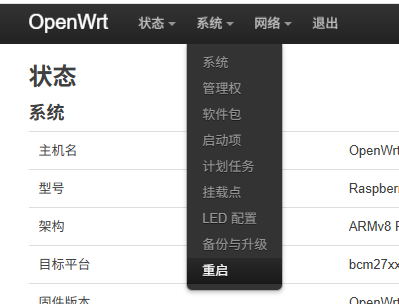 OpenWrt 状态 系统 网络 退出
状态
系统
管理权
软件包
启动项
计划任务
挂载点
LED 配置
备份与升级
重启
系统
主机名 OpenWrt
型号 Raspberr
架构 ARMv8
目标平台 bcm27xx
固件版本 OpenWrt